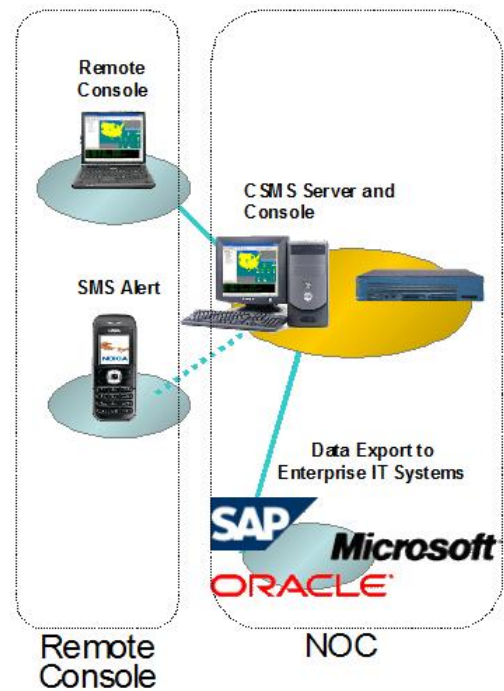 Remote
Console
CSMS Server and
Console
SMS Alert
NOKIA
Data Export to
Enterprise IT Systems
SAP
Microsoft
ORACLE
Remote
Console
NOC